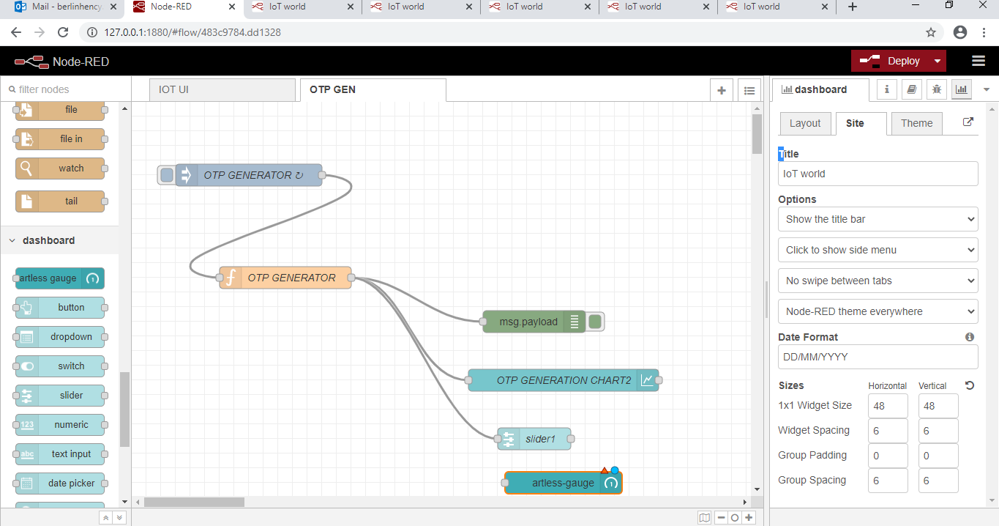 Mail - berlinhency
Node-RED
IoT world
IoT world
IoT world
IoT world
IoT world
127.0.0.1:1880/#flow/483c9784.dd1328
Node-RED
Deploy
filter nodes
IOT UI
OTP GEN
dashboard
i
file
file in
watch
tail
dashboard
artless gauge
button
dropdown
switch
slider
123 numeric
abc text input
date picker
OTP GENERATOR ↻
f OTP GENERATOR
msg.payload
OTP GENERATION CHART2
slider1
artless-gauge
Layout
Site
Theme
Title
IoT world
Options
Show the title bar
Click to show side menu
No swipe between tabs
Node-RED theme everywhere
Date Format
DD/MM/YYYY
Sizes Horizontal Vertical
1x1 Widget Size 48 48
Widget Spacing 6 6
Group Padding 0 0
Group Spacing 6 6